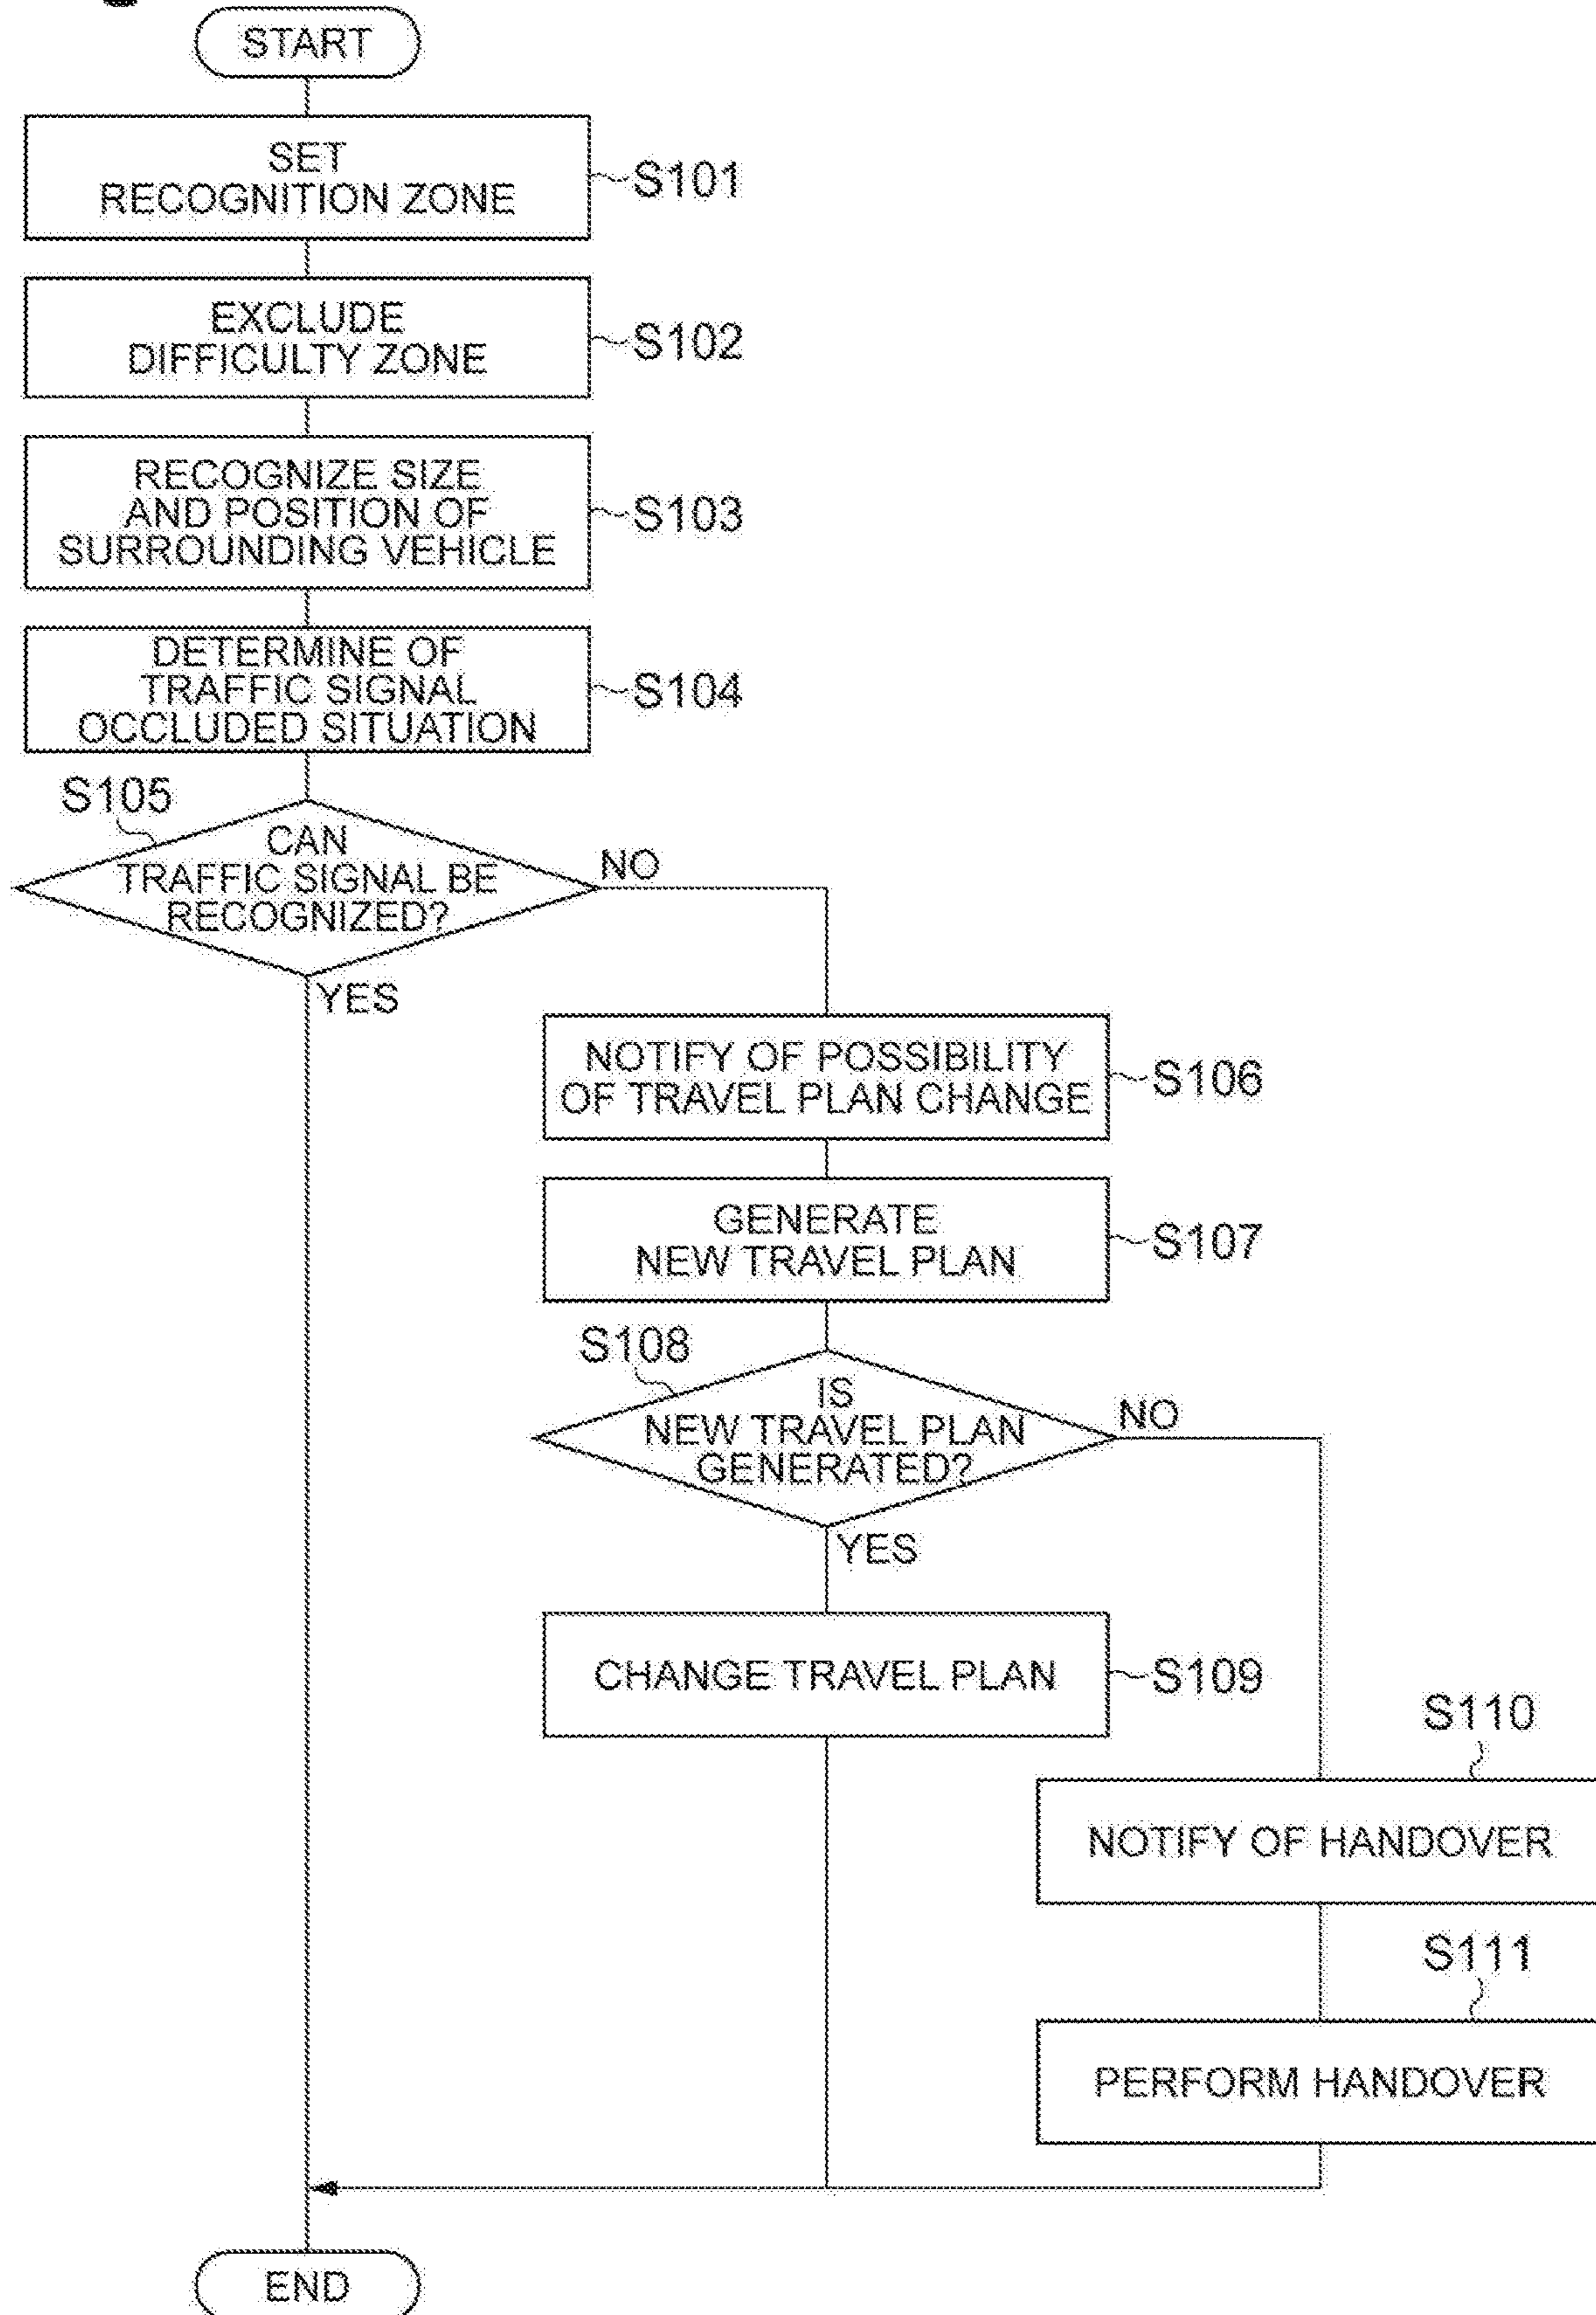 START
SET
RECOGNITION ZONE
S101
EXCLUDE
DIFFICULTY ZONE
S102
RECOGNIZE SIZE
AND POSITION OF
SURROUNDING VEHICLE
S103
DETERMINE OF
TRAFFIC SIGNAL
OCCLUDED SITUATION
S104
S105
CAN
TRAFFIC SIGNAL BE
RECOGNIZED?
NO
YES
NOTIFY OF POSSIBILITY
OF TRAVEL PLAN CHANGE
S106
GENERATE
NEW TRAVEL PLAN
S107
S108
IS
NEW TRAVEL PLAN
GENERATED?
NO
YES
CHANGE TRAVEL PLAN
S109
S110
NOTIFY OF HANDOVER
S111
PERFORM HANDOVER
END